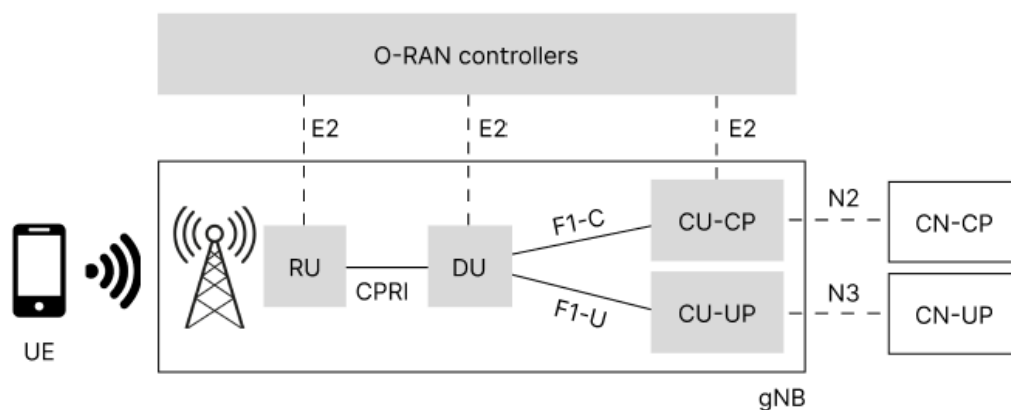 O-RAN controllers
E2
E2
E2
F1-C
CU-CP
N2
CN-CP
RU
DU
CPRI
F1-U
CU-UP
N3
CN-UP
UE
gNB